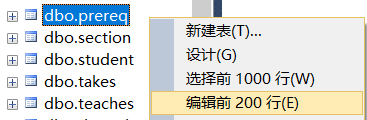 dbo.prereq
dbo.section
dbo.student
dbo.takes
dbo.teaches
新建表(T)...
设计(G)
选择前 1000 行(W)
编辑前 200 行(E)